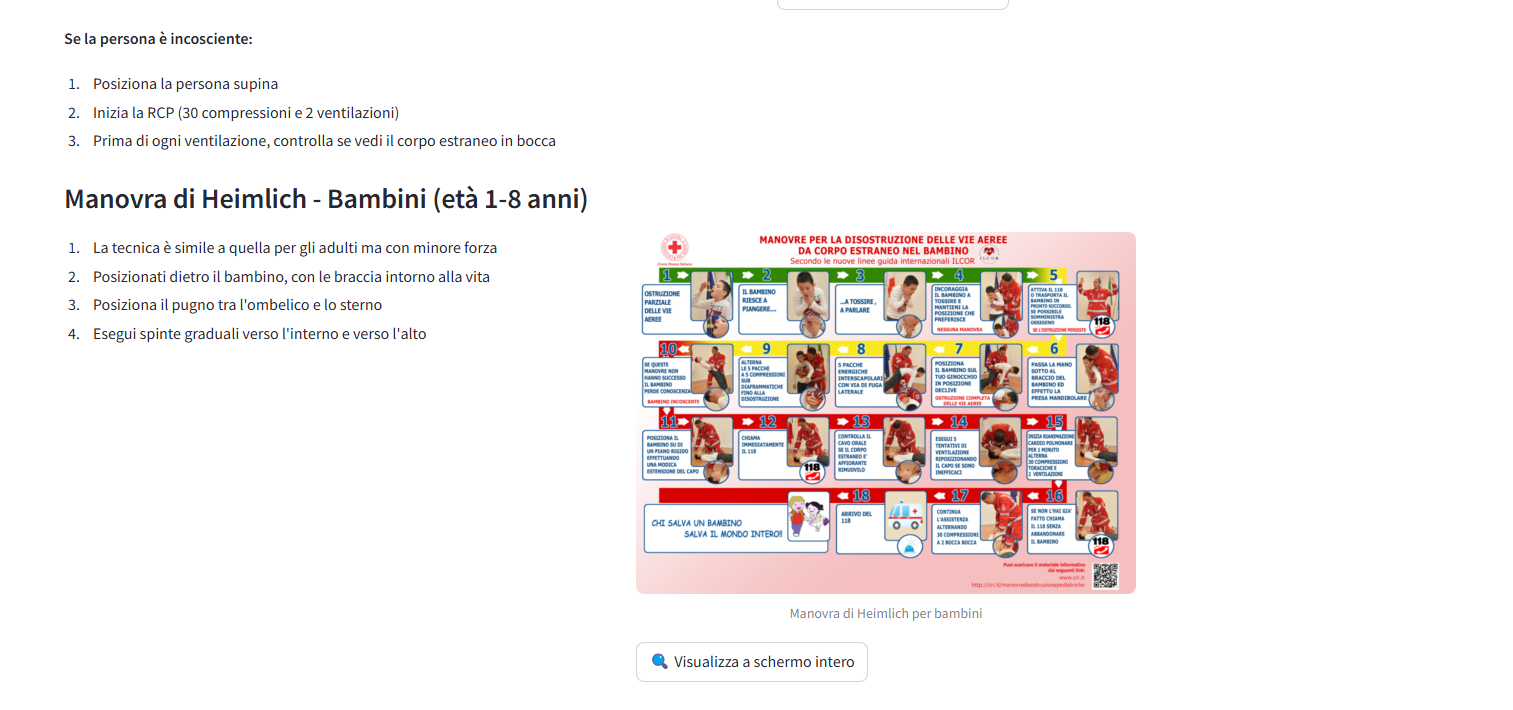 Se la persona è incosciente:
1. Posiziona la persona supina
2. Inizia la RCP (30 compressioni e 2 ventilazioni)
3. Prima di ogni ventilazione, controlla se vedi il corpo estraneo in bocca
Manovra di Heimlich - Bambini (età 1-8 anni)
1. La tecnica è simile a quella per gli adulti ma con minore forza
2. Posizionati dietro il bambino, con le braccia intorno alla vita
3. Posiziona il pugno tra l'ombelico e lo sterno
4. Esegui spinte graduali verso l'interno e verso l'alto
MANOVRE PER LA DISOSTRUZIONE DELLE VIE AEREE
DA CORPO ESTRANEO NEL BAMBINO
Secondo le nuove linee guida internazionali ILCOR
Croce Rossa Italiana
ILCOR
1
OSTRUZIONE
PARZIALE
DELLE VIE
AEREE
2
IL BAMBINO
RIESCE A
PIANGERE...
3
...A TOSSIRE,
A PARLARE
4
INCORAGGIA
IL BAMBINO A
TOSSIRE E
MANTIENE LA
POSIZIONE CHE
PREFERISCE
NESSUNA MANOVRA
5
ATTIVA IL 118
O TRASPORTA IL
BAMBINO IN
PRONTO SOCCORSO.
SE POSSIBILE
SOMMINISTRA
OSSIGENO
SE L'OSTRUZIONE PERSISTE
118
6
PASSA LA MANO
SOTTO AL
BRACCIO DEL
BAMBINO ED
EFFETTU LA
PRESA MANDIBOLARE
7
POSIZIONA
IL BAMBINO SUL
TUO GINOCCHIO
IN POSIZIONE
DECLIVE
OSTRUZIONE COMPLETA
DELLE VIE AEREE
8
5 PACCHE
ENERGICHE
INTERSCAPOLARI
CON VIA DI FUGA
LATERALE
9
ALTERNA
LE 5 PACCHE
A 5 COMPRESSIONI
SUB
DIAFRAMMATICHE
FINO ALLA
DISOSTRUZIONE
10
SE QUESTE
MANOVRE NON
HANNO SUCCESSO
IL BAMBINO
PERDE CONOSCENZA
BAMBINO INCOSCIENTE
11
POSIZIONA IL
BAMBINO SU DI
UN PIANO RIGIDO
EFFETTUANDO
UNA MODICA
ESTENSIONE DEL CAPO
12
CHIAMA
IMMEDIATAMENTE
IL 118
118
13
CONTROLLA IL
CAVO ORALE
SE IL CORPO
ESTRANEO E'
AFFIORANTE
RIMUOVILO
14
ESEGUI 5
TENTATIVI DI
VENTILAZIONE
RIPOSIZIONANDO
IL CAPO SE SONO
INEFFICACI
15
INIZIA RIANIMAZIONE
CARDIO POLMONARE
PER 1 MINUTO
ALTERNA
30 COMPRESSIONI
TORACICHE E
2 VENTILAZIONI
16
SE NON L'HAI GIA'
FATTO CHIAMA
IL 118 SENZA
ABBANDONARE
IL BAMBINO
118
17
CONTINUA
L'ASSISTENZA
ALTERNANDO
30 COMPRESSIONI
A 2 BOCCA BOCCA
18
ARRIVO DEL
118
CHI SALVA UN BAMBINO
SALVA IL MONDO INTERO!!
Puoi scaricare il materiale informativo
dai seguenti link:
www.cri.it
http://cri.it/manovredisostruzionepediatriche
Manovra di Heimlich per bambini
Visualizza a schermo intero